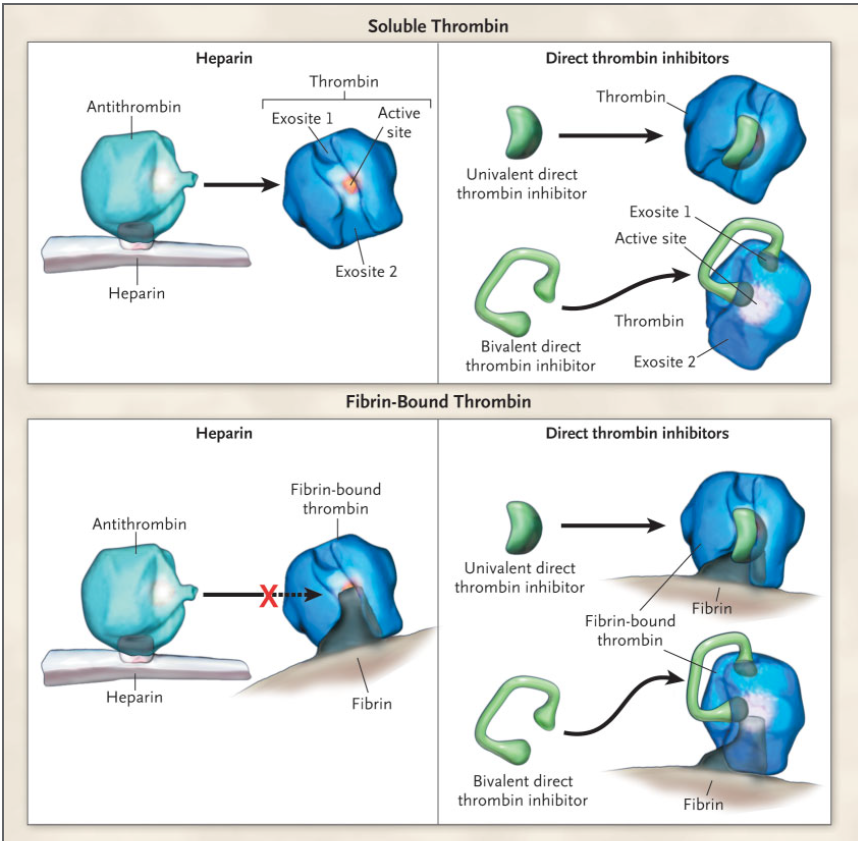 Soluble Thrombin
Heparin
Thrombin
Antithrombin
Exosite 1
Active
site
Exosite 2
Heparin
Direct thrombin inhibitors
Thrombin
Univalent direct
thrombin inhibitor
Exosite 1
Active site
Thrombin
Bivalent direct
thrombin inhibitor
Exosite 2
Fibrin-Bound Thrombin
Heparin
Fibrin-bound
thrombin
Antithrombin
X
Heparin
Fibrin
Direct thrombin inhibitors
Univalent direct
thrombin inhibitor
Fibrin
Fibrin-bound
thrombin
Bivalent direct
thrombin inhibitor
Fibrin